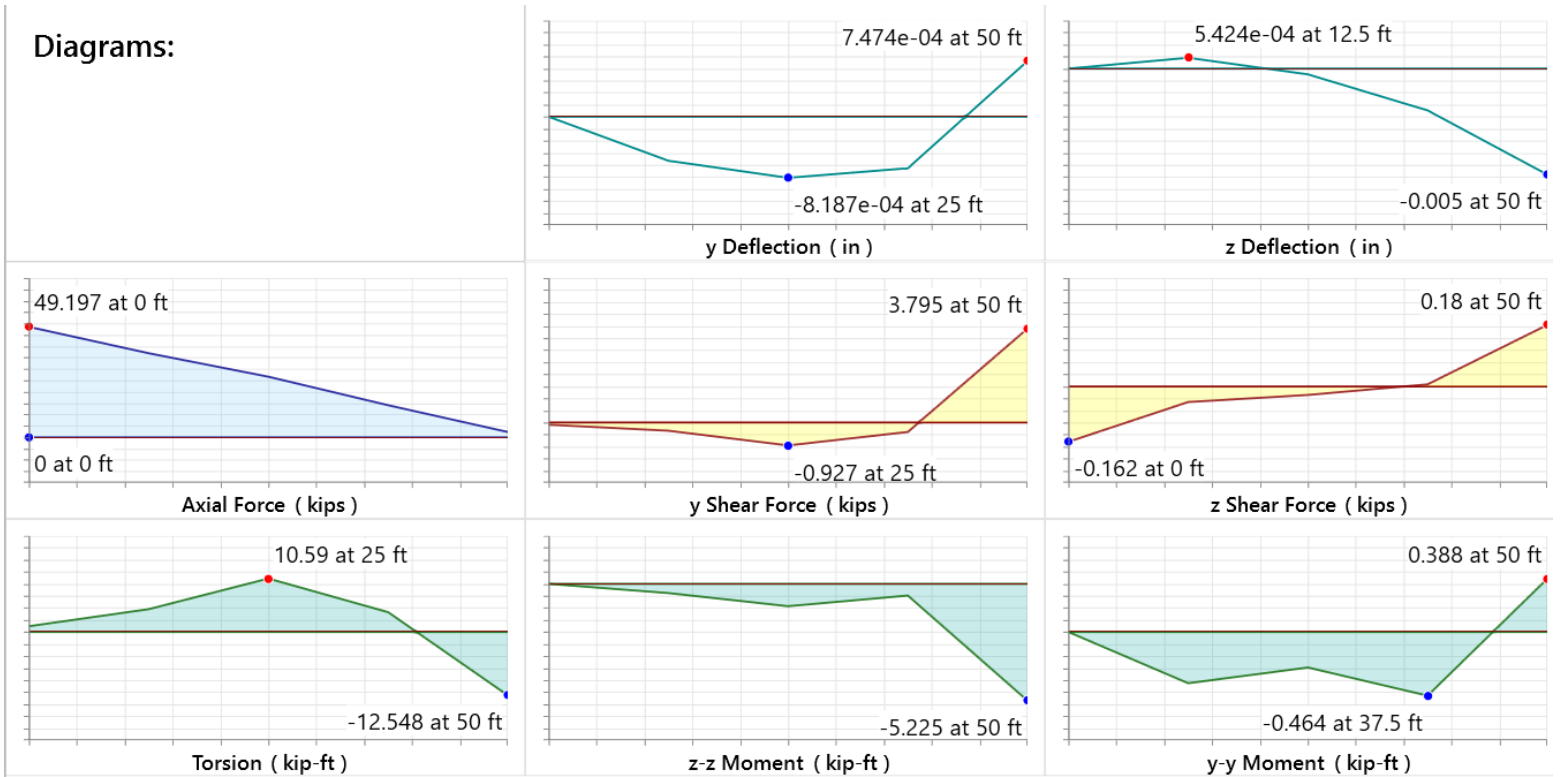 Diagrams:
7.474e-04 at 50 ft
-8.187e-04 at 25 ft
y Deflection ( in )
5.424e-04 at 12.5 ft
-0.005 at 50 ft
z Deflection ( in )
49.197 at 0 ft
0 at 0 ft
Axial Force ( kips )
3.795 at 50 ft
-0.927 at 25 ft
y Shear Force ( kips )
0.18 at 50 ft
-0.162 at 0 ft
z Shear Force ( kips )
10.59 at 25 ft
-12.548 at 50 ft
Torsion ( kip-ft )
-5.225 at 50 ft
z-z Moment ( kip-ft )
0.388 at 50 ft
-0.464 at 37.5 ft
y-y Moment ( kip-ft )